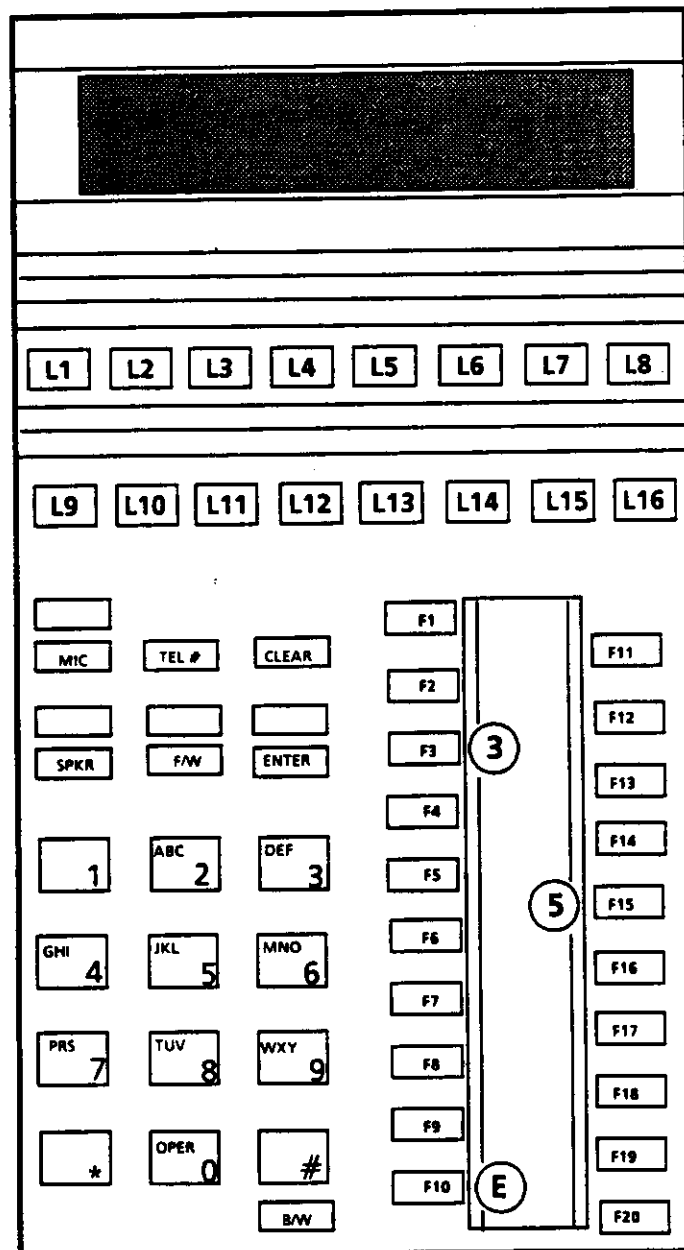 L1 L2 L3 L4 L5 L6 L7 L8
L9 L10 L11 L12 L13 L14 L15 L16
MIC TEL # CLEAR
SPKR F/W ENTER
1 ABC 2 DEF 3
GHI 4 JKL 5 MNO 6
PRS 7 TUV 8 WXY 9
* OPER 0 #
B/W
F1
F2
F3 3
F4
F5
F6
F7
F8
F9
F10 E
F11
F12
F13
F14
5 F15
F16
F17
F18
F19
F20